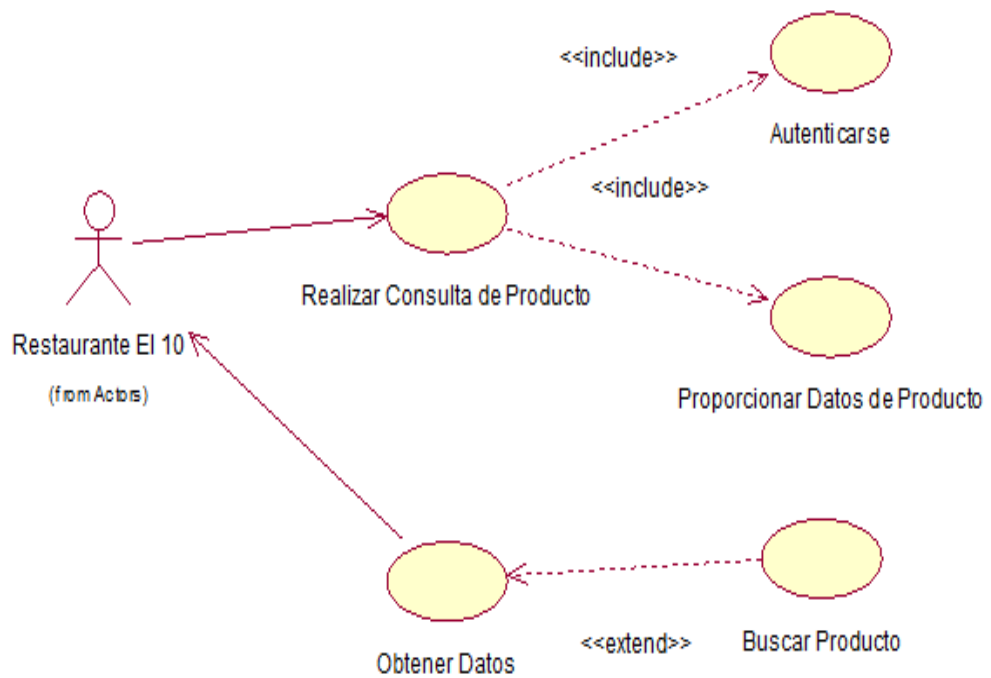 <<include>>
Autenticarse
<<include>>
Realizar Consulta de Producto
Restaurante El 10
(from Actors)
Proporcionar Datos de Producto
<<extend>>
Buscar Producto
Obtener Datos